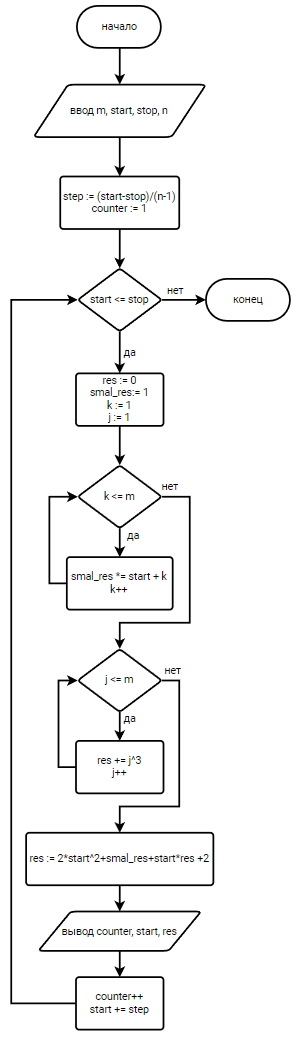 начало
ввод m, start, stop, n
step := (start-stop)/(n-1)
counter := 1
start <= stop
нет
конец
да
res := 0
smal_res:= 1
k := 1
j := 1
k <= m
нет
да
smal_res *= start + k
k++
j <= m
нет
да
res += j^3
j++
res := 2*start^2+smal_res+start*res +2
вывод counter, start, res
counter++
start += step